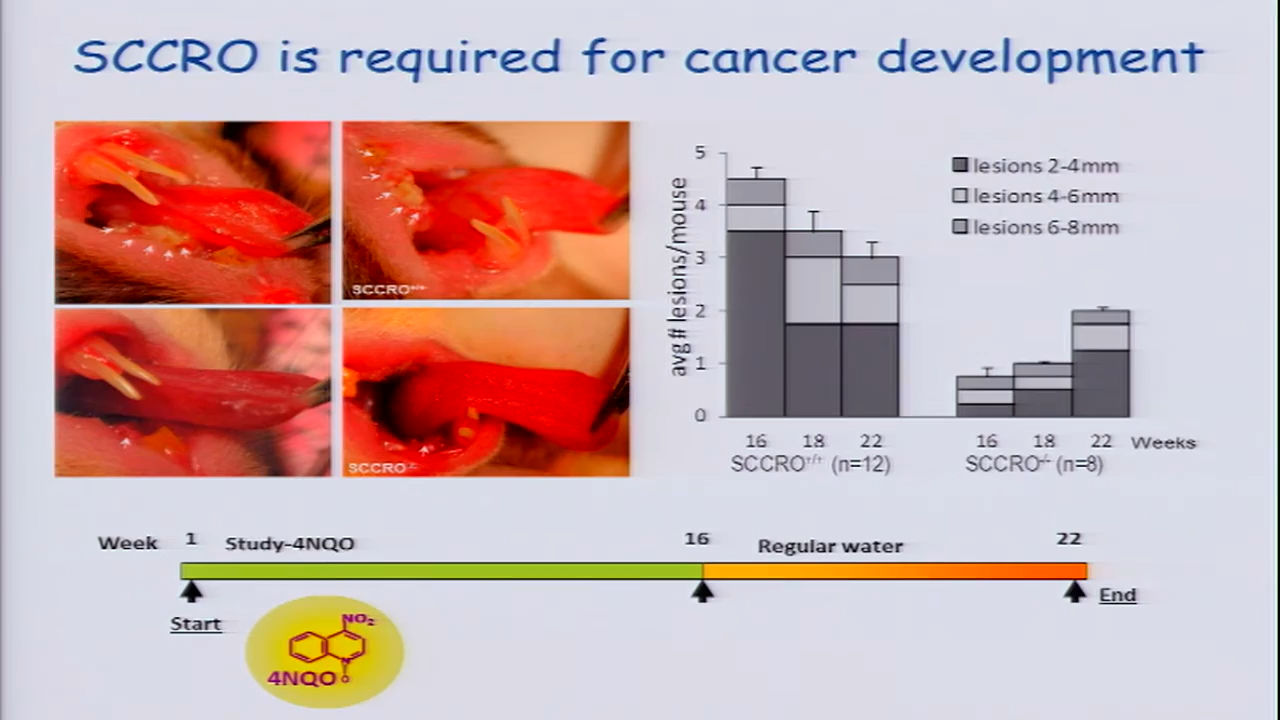 SCCRO is required for cancer development
SCCRO+/+
SCCRO-/-
5
4
3
2
1
0
avg # lesions/mouse
lesions 2-4mm
lesions 4-6mm
lesions 6-8mm
16 18 22 16 18 22 Weeks
SCCRO+/+ (n=12) SCCRO-/- (n=8)
Week 1 Study-4NQO 16 Regular water 22
Start
End
NO2
N
O
4NQO